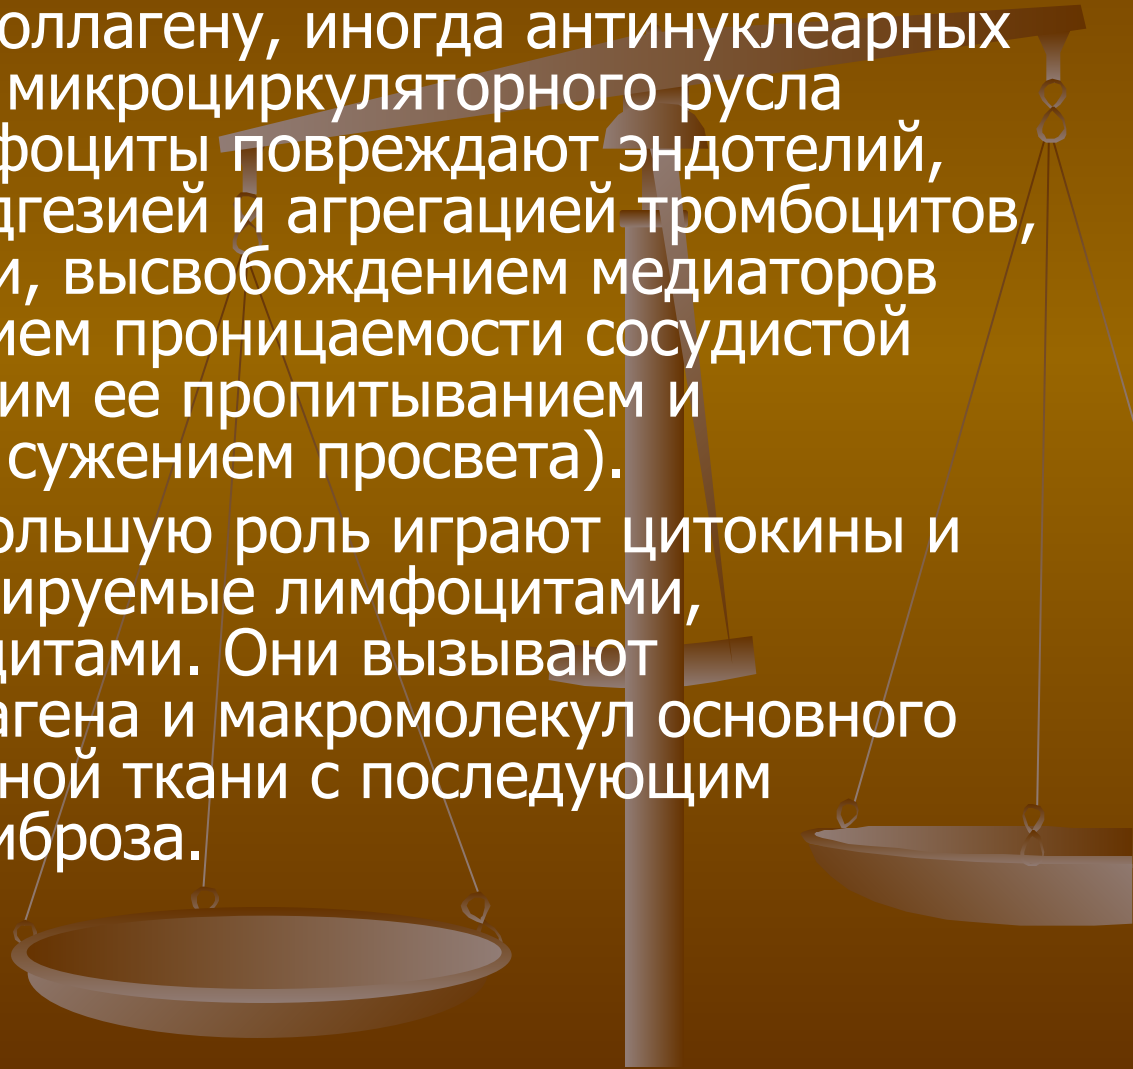 оллагену, иногда антинуклеарных
микроциркуляторного русла
фоциты повреждают эндотелий,
дгезией и агрегацией тромбоцитов,
и, высвобождением медиаторов
ием проницаемости сосудистой
им ее пропитыванием и
сужением просвета).
ольшую роль играют цитокины и
ируемые лимфоцитами,
цитами. Они вызывают
агена и макромолекул основного
ной ткани с последующим
иброза.